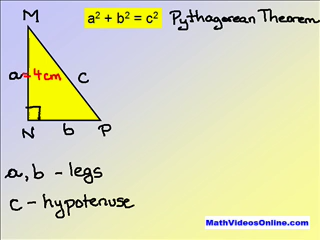 a² + b² = c² Pythagorean Theorem
M
a = 4cm c
N b P
a, b - legs
c - hypotenuse
MathVideosOnline.com